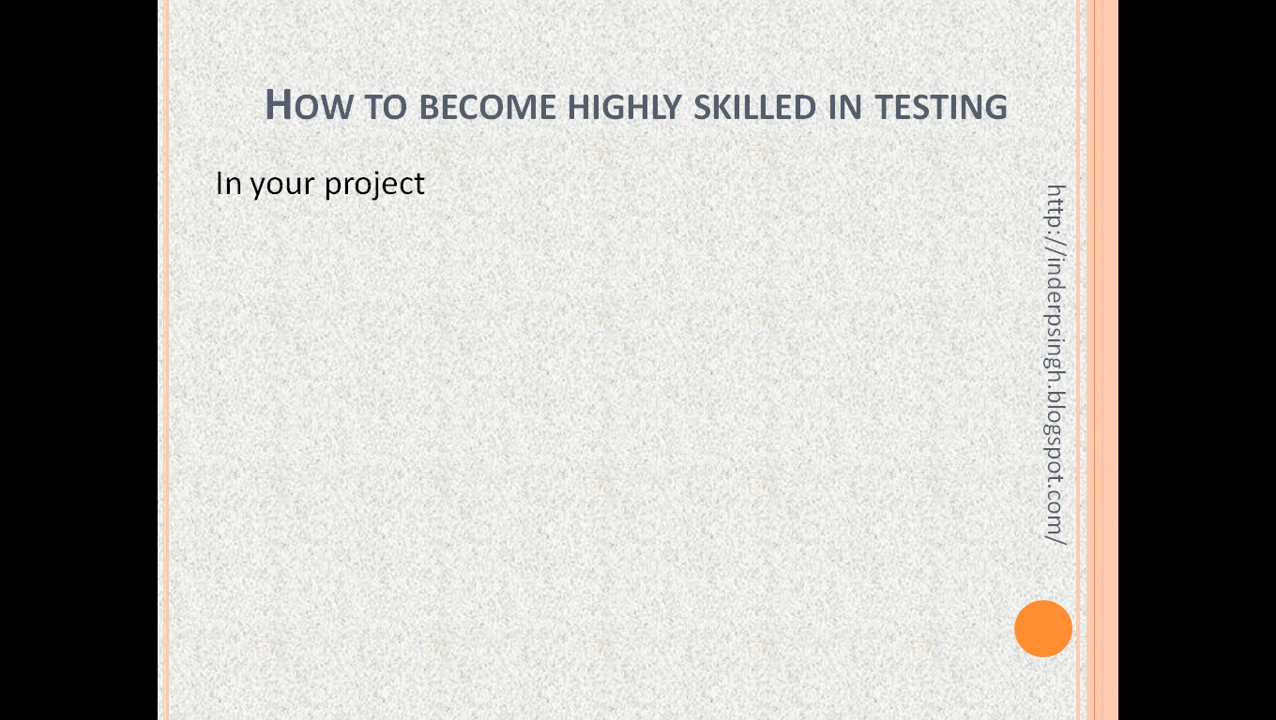 HOW TO BECOME HIGHLY SKILLED IN TESTING
In your project
http://inderpsingh.blogspot.com/